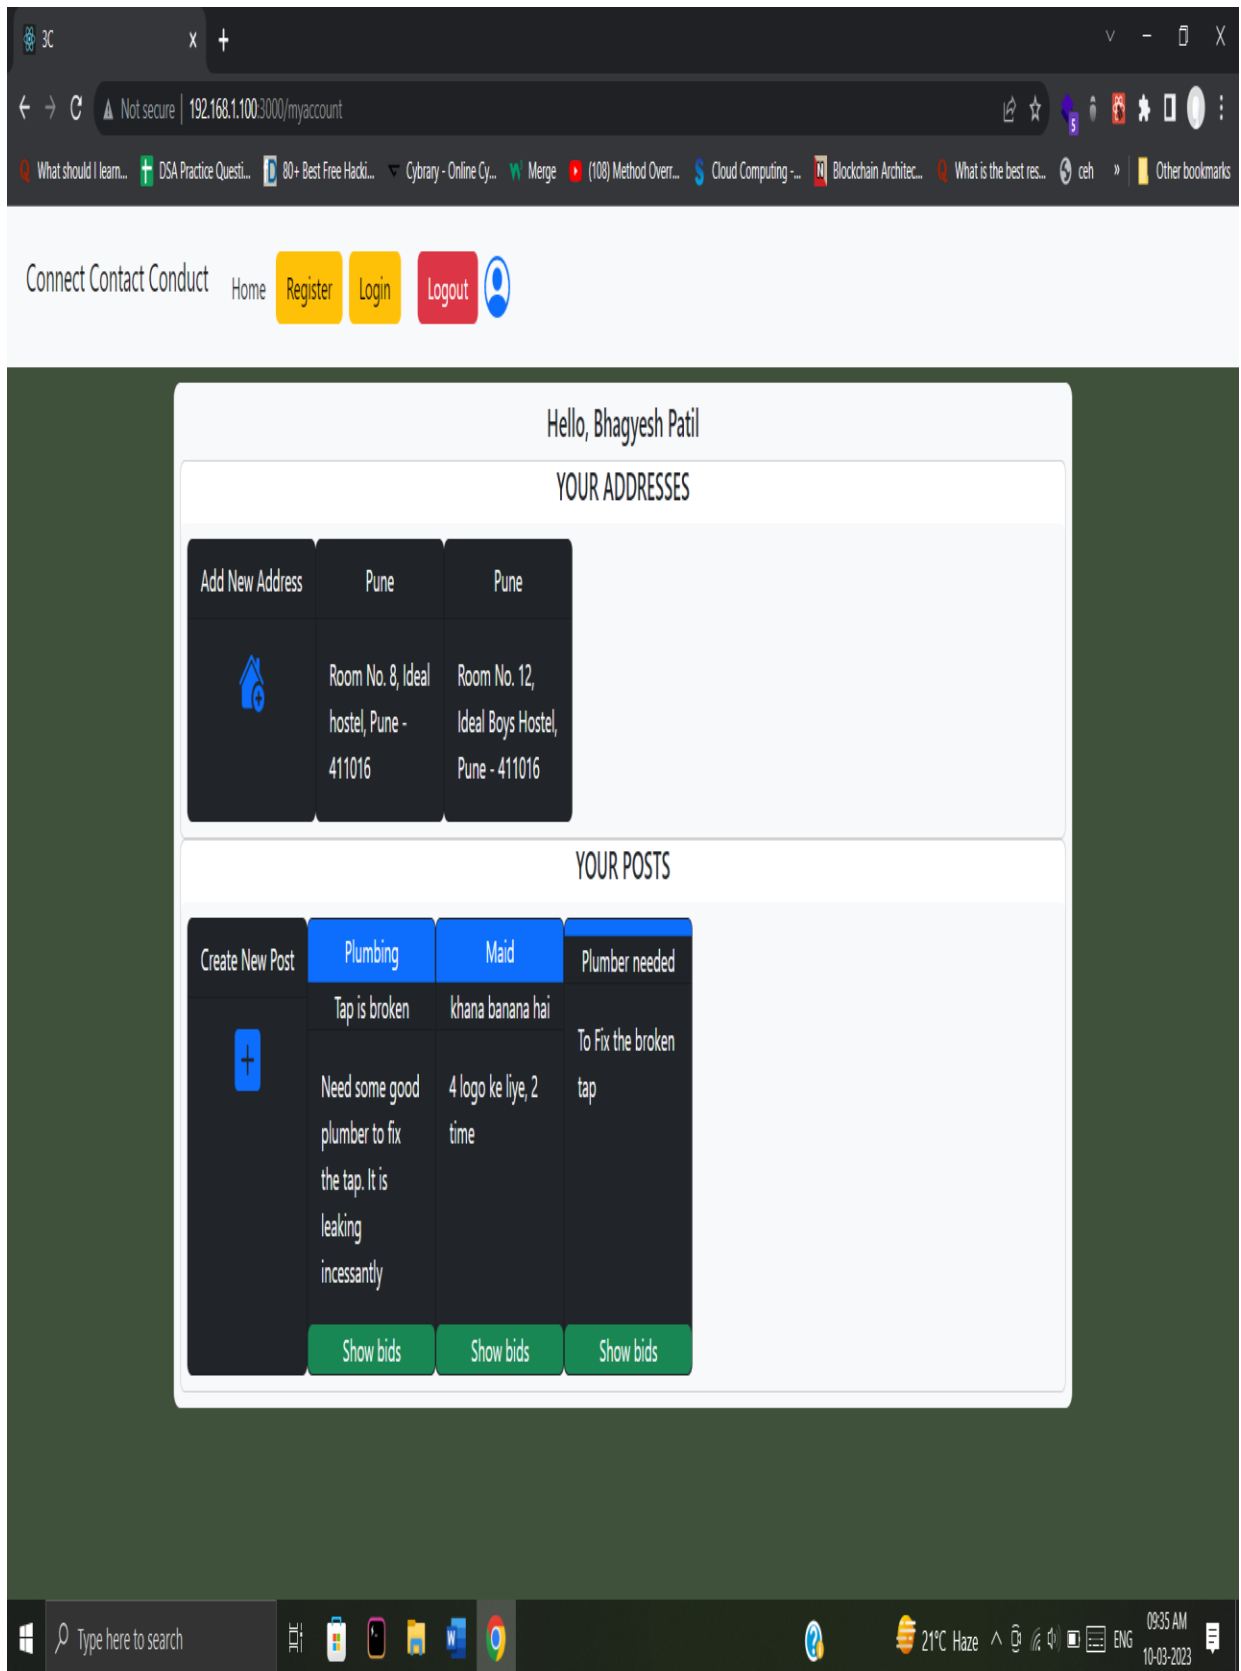 3C
Not secure | 192.168.1.100:3000/myaccount
5
What should I learn... DSA Practice Questi... 80+ Best Free Hacki... Cybrary - Online Cy... Merge (108) Method Overr... Cloud Computing -... Blockchain Architec... What is the best res... ceh » Other bookmarks
Connect Contact Conduct Home Register Login Logout
Hello, Bhagyesh Patil
YOUR ADDRESSES
Add New Address
Pune
Room No. 8, Ideal
hostel, Pune -
411016
Pune
Room No. 12,
Ideal Boys Hostel,
Pune - 411016
YOUR POSTS
Create New Post
Plumbing
Tap is broken
Need some good
plumber to fix
the tap. It is
leaking
incessantly
Show bids
Maid
khana banana hai
4 logo ke liye, 2
time
Show bids
Plumber needed
To Fix the broken
tap
Show bids
Type here to search
21°C Haze
ENG
09:35 AM
10-03-2023